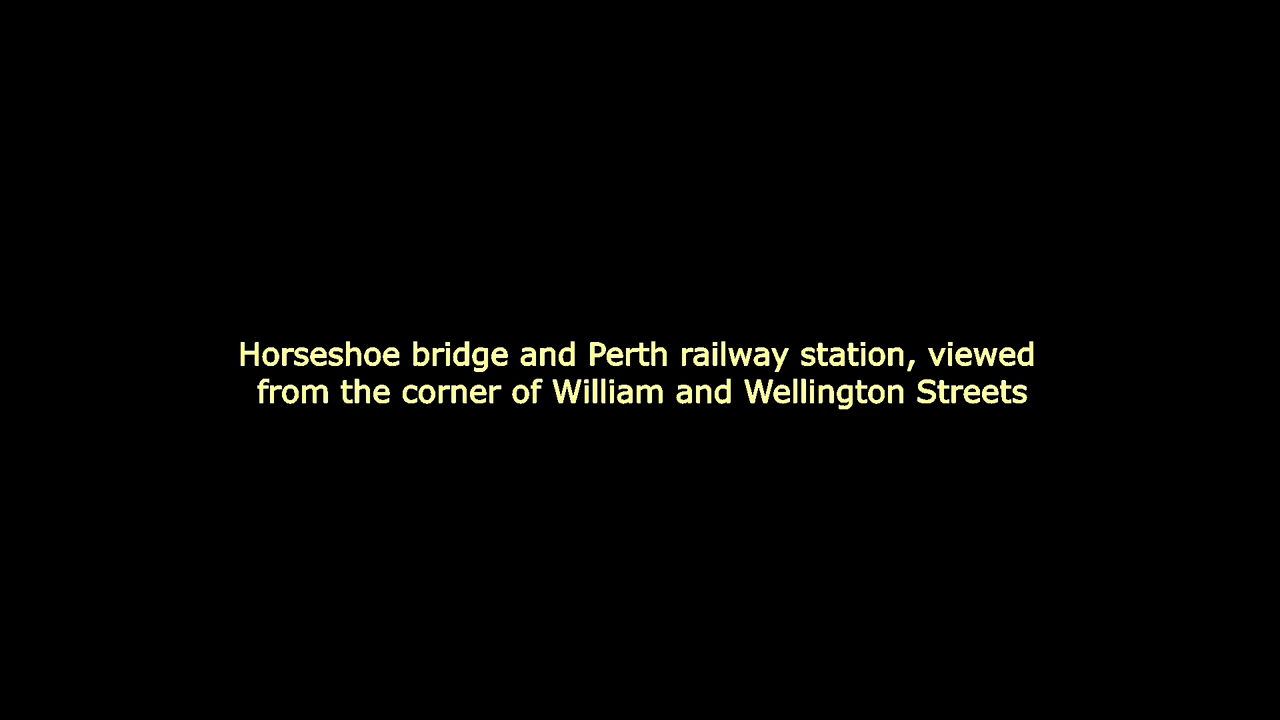 Horseshoe bridge and Perth railway station, viewed
from the corner of William and Wellington Streets